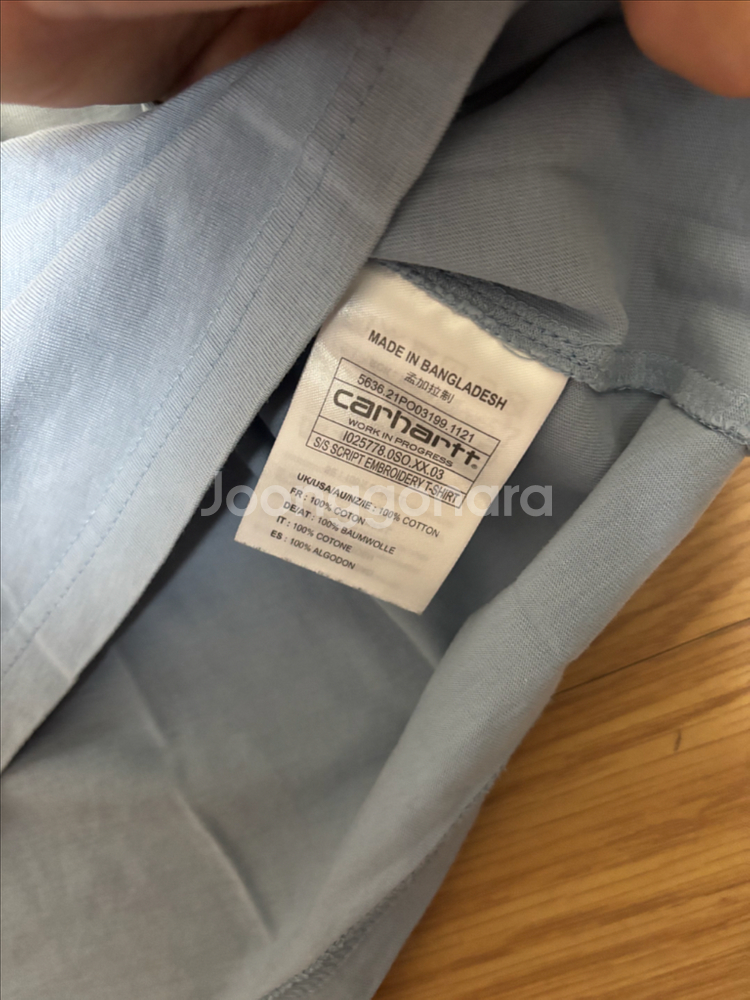 MADE IN BANGLADESH
孟加拉制
5636.21PO03199.1121
carhartt
WORK IN PROGRESS
I025778.0SO.XX.03
S/S SCRIPT EMBROIDERY T-SHIRT
UK/USA/AU/NZ/IE : 100% COTTON
FR : 100% COTON
DE/AT : 100% BAUMWOLLE
IT : 100% COTONE
ES : 100% ALGODON
Joonggonara